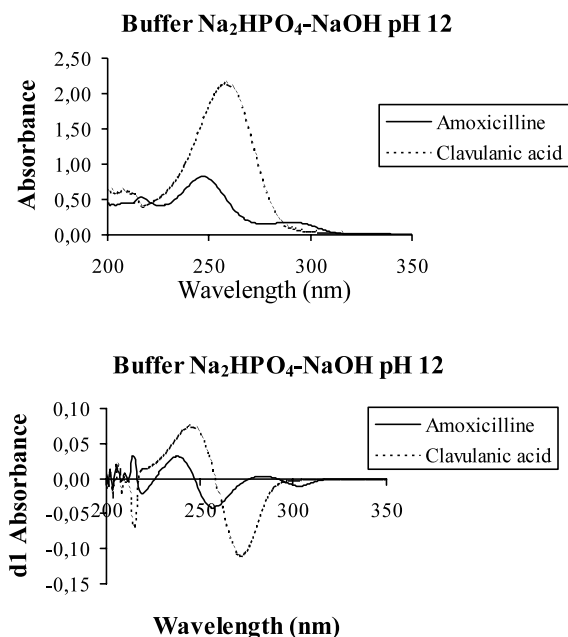 Buffer Na₂HPO₄-NaOH pH 12
Absorbance
2,50
2,00
1,50
1,00
0,50
0,00
200 250 300 350
Wavelength (nm)
Amoxicilline
Clavulanic acid
Buffer Na₂HPO₄-NaOH pH 12
d1 Absorbance
0,10
0,05
0,00
-0,05
-0,10
-0,15
200 250 300 350
Wavelength (nm)
Amoxicilline
Clavulanic acid